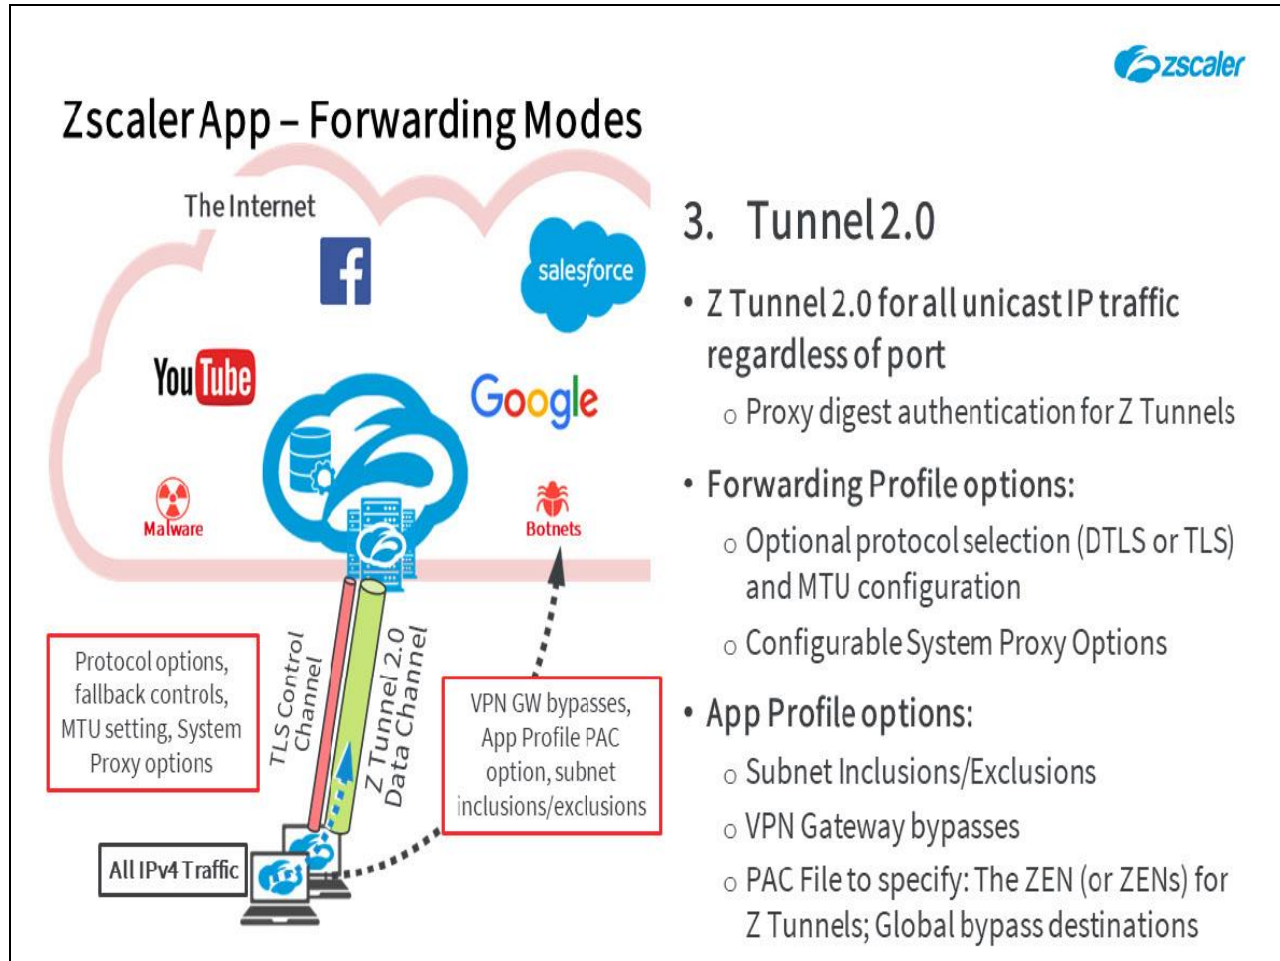 zscaler
Zscaler App – Forwarding Modes
The Internet
salesforce
YouTube
Google
Malware
Botnets
TLS Control
Channel
Z Tunnel 2.0
Data Channel
Protocol options,
fallback controls,
MTU setting, System
Proxy options
VPN GW bypasses,
App Profile PAC
option, subnet
inclusions/exclusions
All IPv4 Traffic
3. Tunnel 2.0
• Z Tunnel 2.0 for all unicast IP traffic
regardless of port
o Proxy digest authentication for Z Tunnels
• Forwarding Profile options:
o Optional protocol selection (DTLS or TLS)
and MTU configuration
o Configurable System Proxy Options
• App Profile options:
o Subnet Inclusions/Exclusions
o VPN Gateway bypasses
o PAC File to specify: The ZEN (or ZENs) for
Z Tunnels; Global bypass destinations